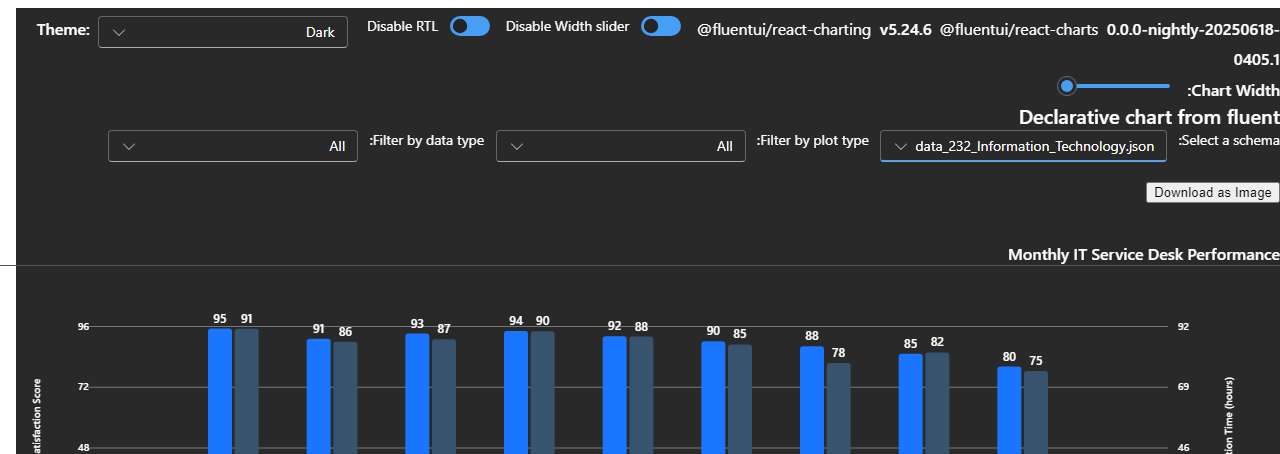 Theme: Dark Disable RTL Disable Width slider @fluentui/react-charting v5.24.6 @fluentui/react-charts 0.0.0-nightly-20250618-
0405.1
:Chart Width
Declarative chart from fluent
All :Filter by data type All :Filter by plot type data_232_Information_Technology.json :Select a schema
Download as Image
Monthly IT Service Desk Performance
95 91 91 86 93 87 94 90 92 88 90 85 88 78 85 82 80 75
96 92
72 69
48 46
Score
Time (hours)